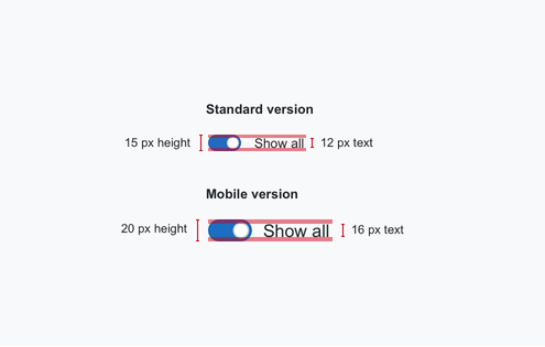 Standard version
15 px height Show all 12 px text
Mobile version
20 px height Show all 16 px text